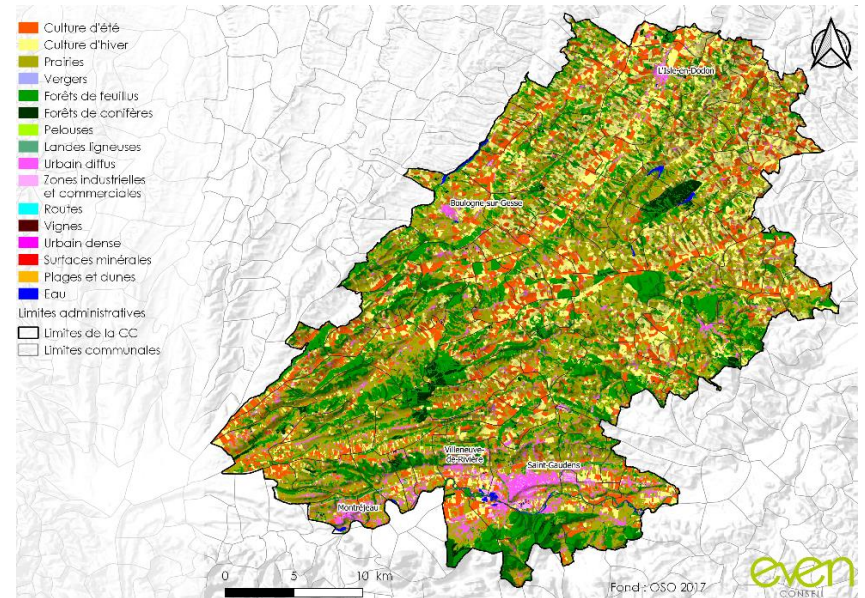 Culture d'été
Culture d'hiver
Prairies
Vergers
Forêts de feuillus
Forêts de conifères
Pelouses
Landes ligneuses
Urbain diffus
Zones industrielles
et commerciales
Routes
Vignes
Urbain dense
Surfaces minérales
Plages et dunes
Eau
Limites administratives
Limites de la CC
Limites communales
L'Isle-en-Dodon
Boulogne-sur-Gesse
Villeneuve-
de-Rivière
Saint-Gaudens
Montréjeau
0 5 10 km
Fond : OSO 2017
even
CONSEIL